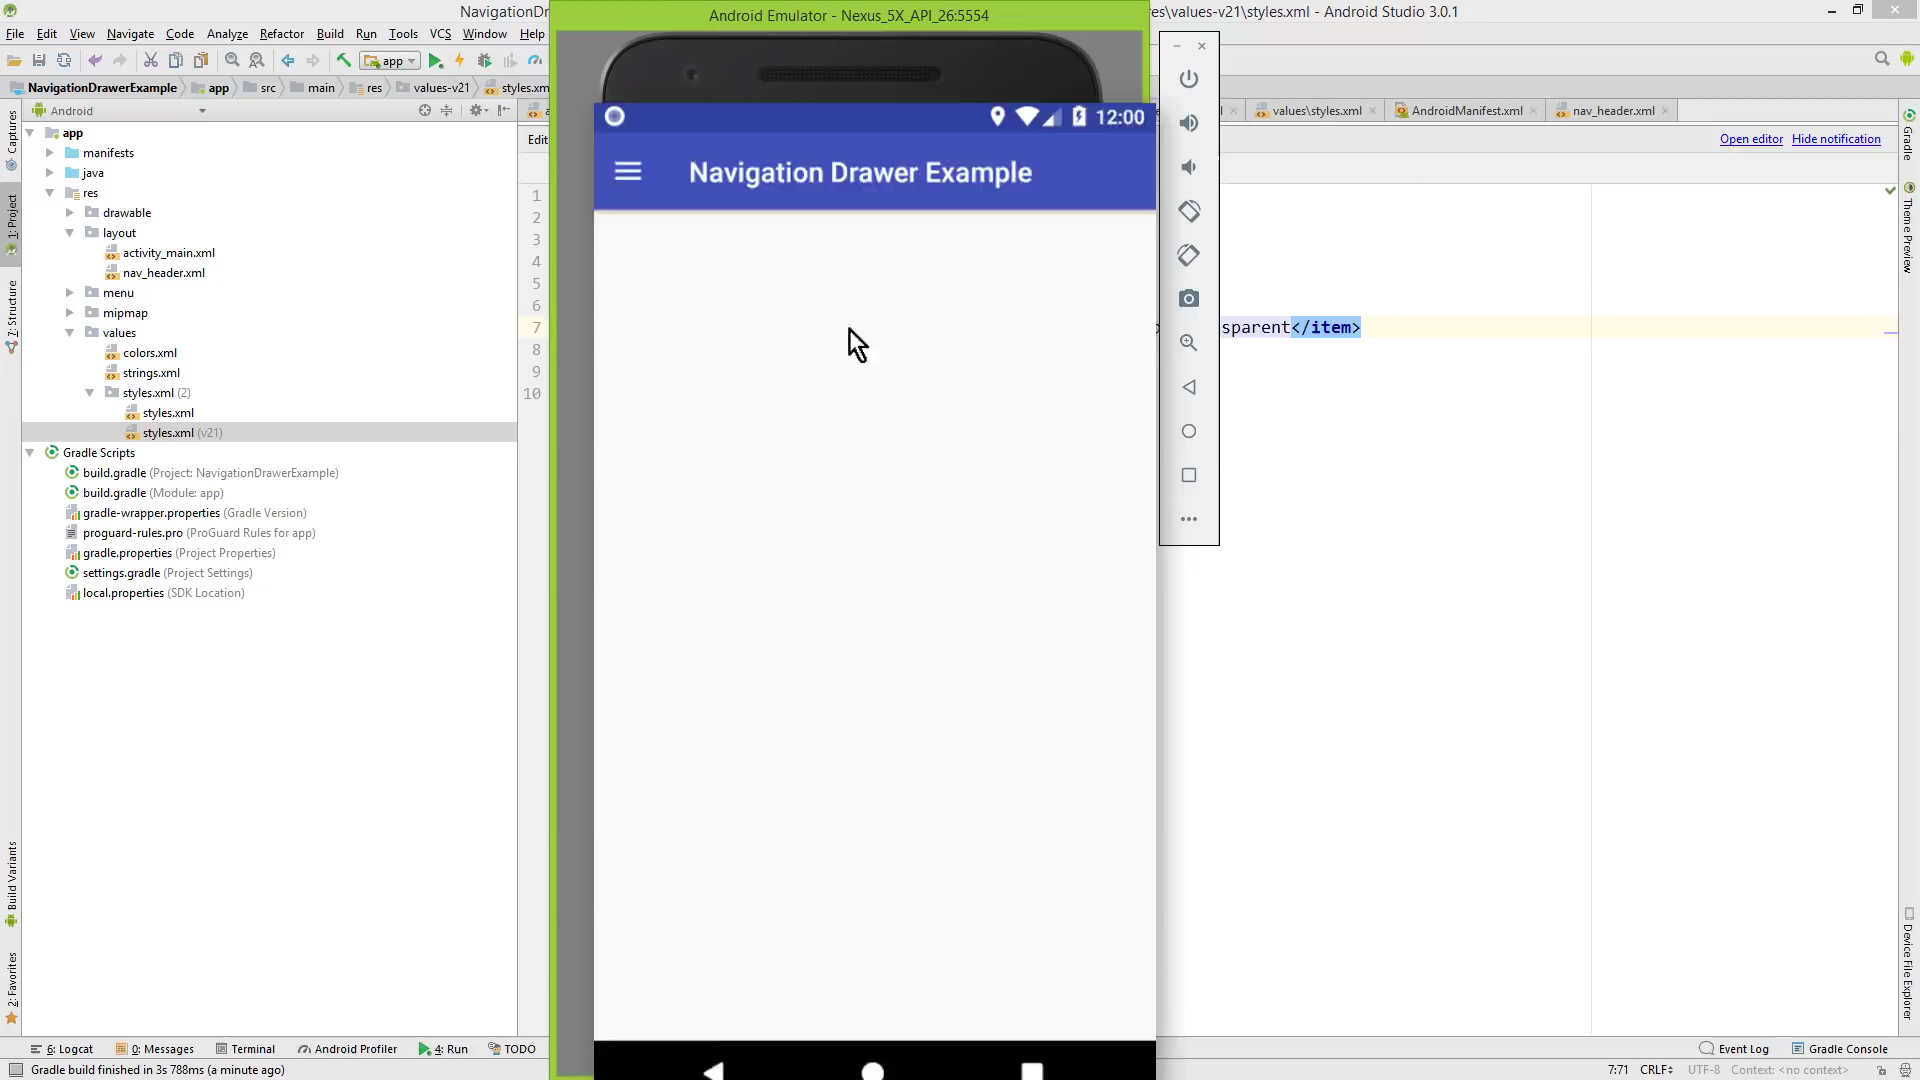 NavigationDr
Android Emulator - Nexus_5X_API_26:5554
es\values-v21\styles.xml - Android Studio 3.0.1
File Edit View Navigate Code Analyze Refactor Build Run Tools VCS Window Help
app
NavigationDrawerExample app src main res values-v21 styles.xm
Android
values\styles.xml AndroidManifest.xml nav_header.xml
Edit
Open editor Hide notification
12:00
Navigation Drawer Example
app
manifests
java
res
drawable
layout
activity_main.xml
nav_header.xml
menu
mipmap
values
colors.xml
strings.xml
styles.xml (2)
styles.xml
styles.xml (v21)
Gradle Scripts
build.gradle (Project: NavigationDrawerExample)
build.gradle (Module: app)
gradle-wrapper.properties (Gradle Version)
proguard-rules.pro (ProGuard Rules for app)
gradle.properties (Project Properties)
settings.gradle (Project Settings)
local.properties (SDK Location)
1
2
3
4
5
6
7
8
9
10
sparent</item>
Captures
1: Project
7: Structure
Build Variants
2: Favorites
Gradle
Theme Preview
Device File Explorer
6: Logcat 0: Messages Terminal Android Profiler 4: Run TODO
Event Log Gradle Console
Gradle build finished in 3s 788ms (a minute ago)
7:71 CRLF UTF-8 Context: <no context>